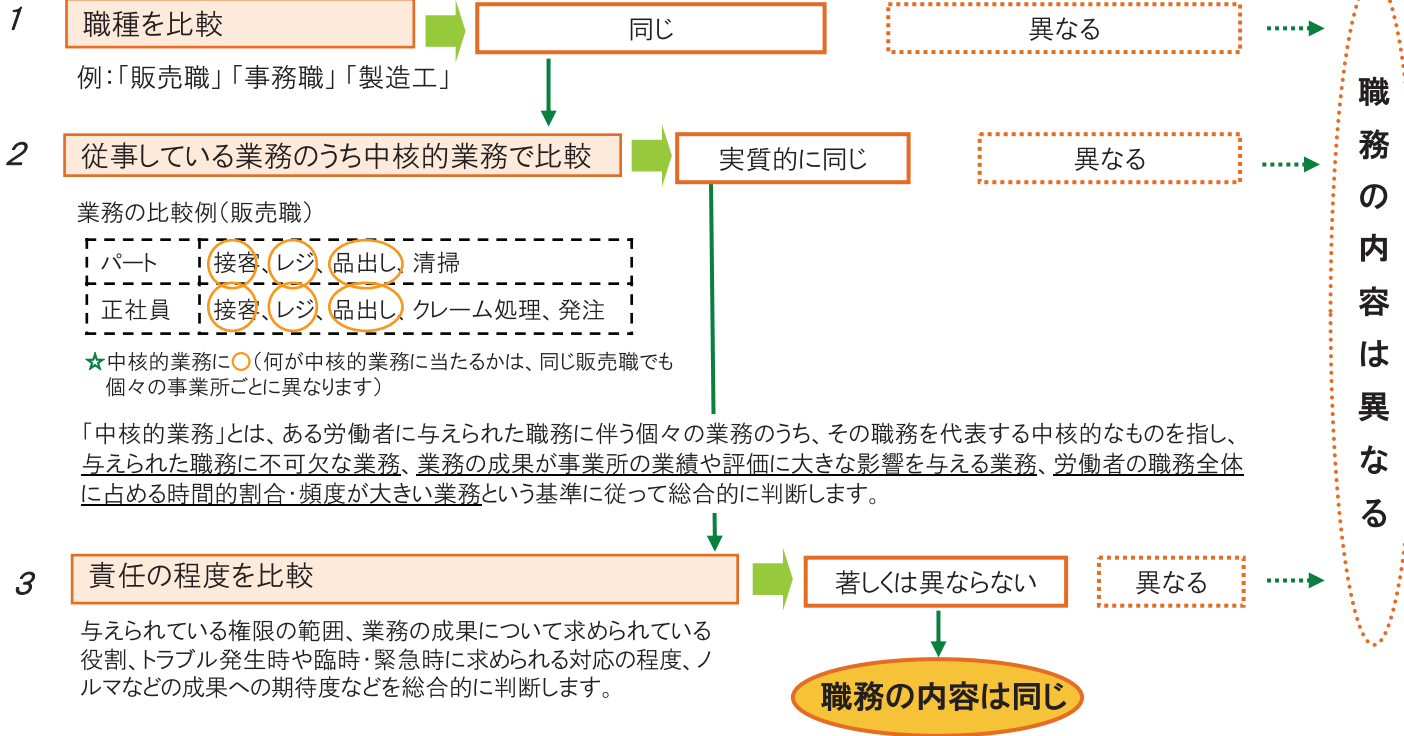 1
職種を比較
同じ
異なる
例：「販売職」「事務職」「製造工」
2
従事している業務のうち中核的業務で比較
実質的に同じ
異なる
業務の比較例（販売職）
パート 接客、レジ、品出し、清掃
正社員 接客、レジ、品出し、クレーム処理、発注
☆中核的業務に○（何が中核的業務に当たるかは、同じ販売職でも
個々の事業所ごとに異なります）
「中核的業務」とは、ある労働者に与えられた職務に伴う個々の業務のうち、その職務を代表する中核的なものを指し、
与えられた職務に不可欠な業務、業務の成果が事業所の業績や評価に大きな影響を与える業務、労働者の職務全体
に占める時間的割合・頻度が大きい業務という基準に従って総合的に判断します。
3
責任の程度を比較
著しくは異ならない
異なる
与えられている権限の範囲、業務の成果について求められている
役割、トラブル発生時や臨時・緊急時に求められる対応の程度、ノ
ルマなどの成果への期待度などを総合的に判断します。
職務の内容は同じ
職務の内容は異なる